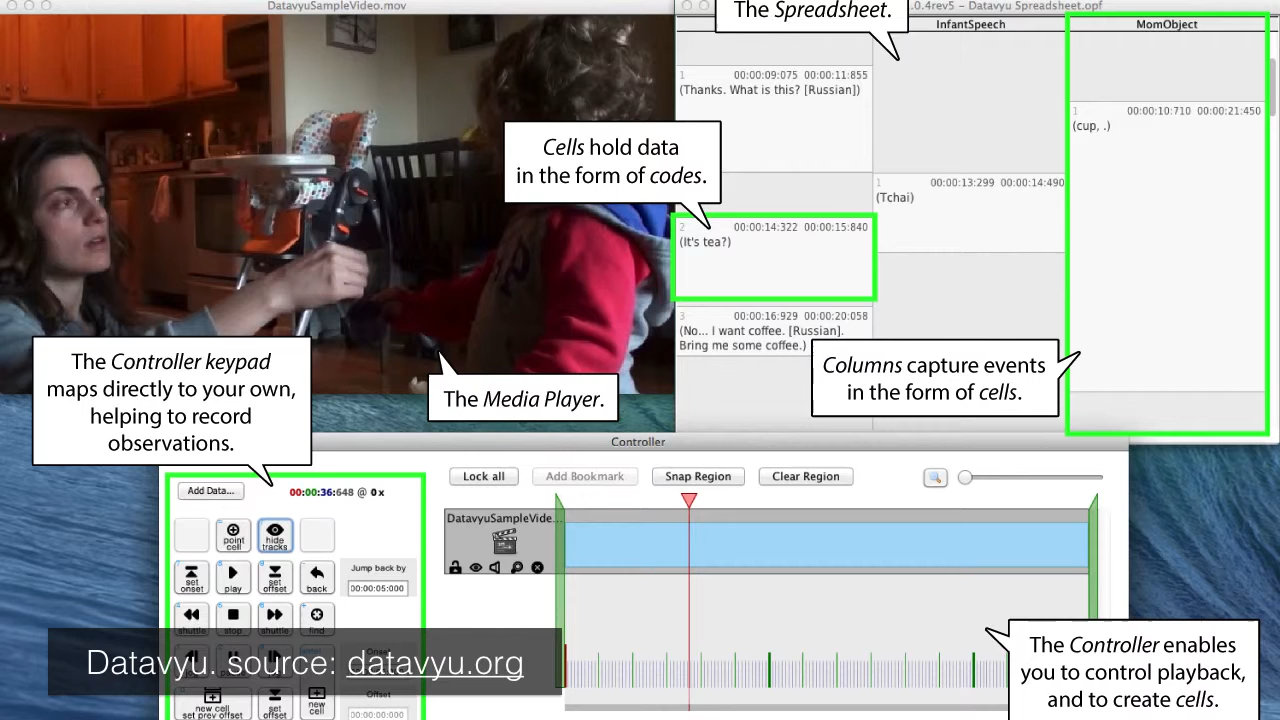 DatavyuSampleVideo.mov
.0.4rev5 – Datavyu Spreadsheet.opf
The Spreadsheet.
InfantSpeech
MomObject
1 00:00:09:075 00:00:11:855
(Thanks. What is this? [Russian])
1 00:00:10:710 00:00:21:450
(cup, .)
Cells hold data
in the form of codes.
1 00:00:13:299 00:00:14:490
(Tchai)
2 00:00:14:322 00:00:15:840
(It's tea?)
3 00:00:16:929 00:00:20:058
(No... I want coffee. [Russian].
Bring me some coffee.)
Columns capture events
in the form of cells.
The Controller keypad
maps directly to your own,
helping to record
observations.
The Media Player.
Controller
Add Data...
00:00:36:648 @ 0 x
Lock all
Add Bookmark
Snap Region
Clear Region
DatavyuSampleVide...
point cell
hide tracks
set onset
play
set offset
back
Jump back by
00:00:05:000
shuttle
stop
shuttle
find
Onset
Datavyu. source: datavyu.org
new cell
set prev offset
set offset
new cell
Offset
00:00:00:000
The Controller enables
you to control playback,
and to create cells.